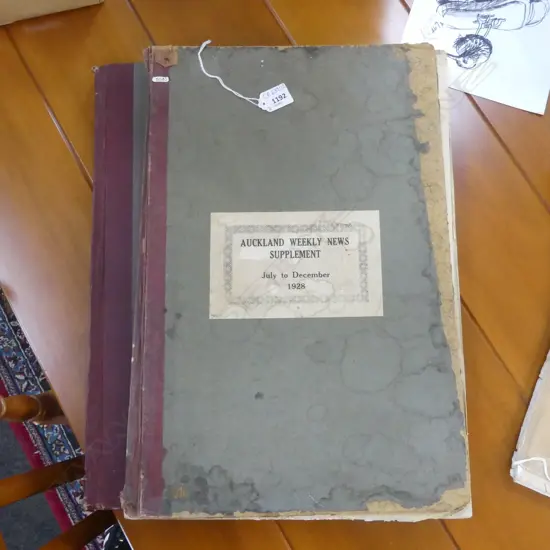 1192
AUCKLAND WEEKLY NEWS
SUPPLEMENT
July to December
1928